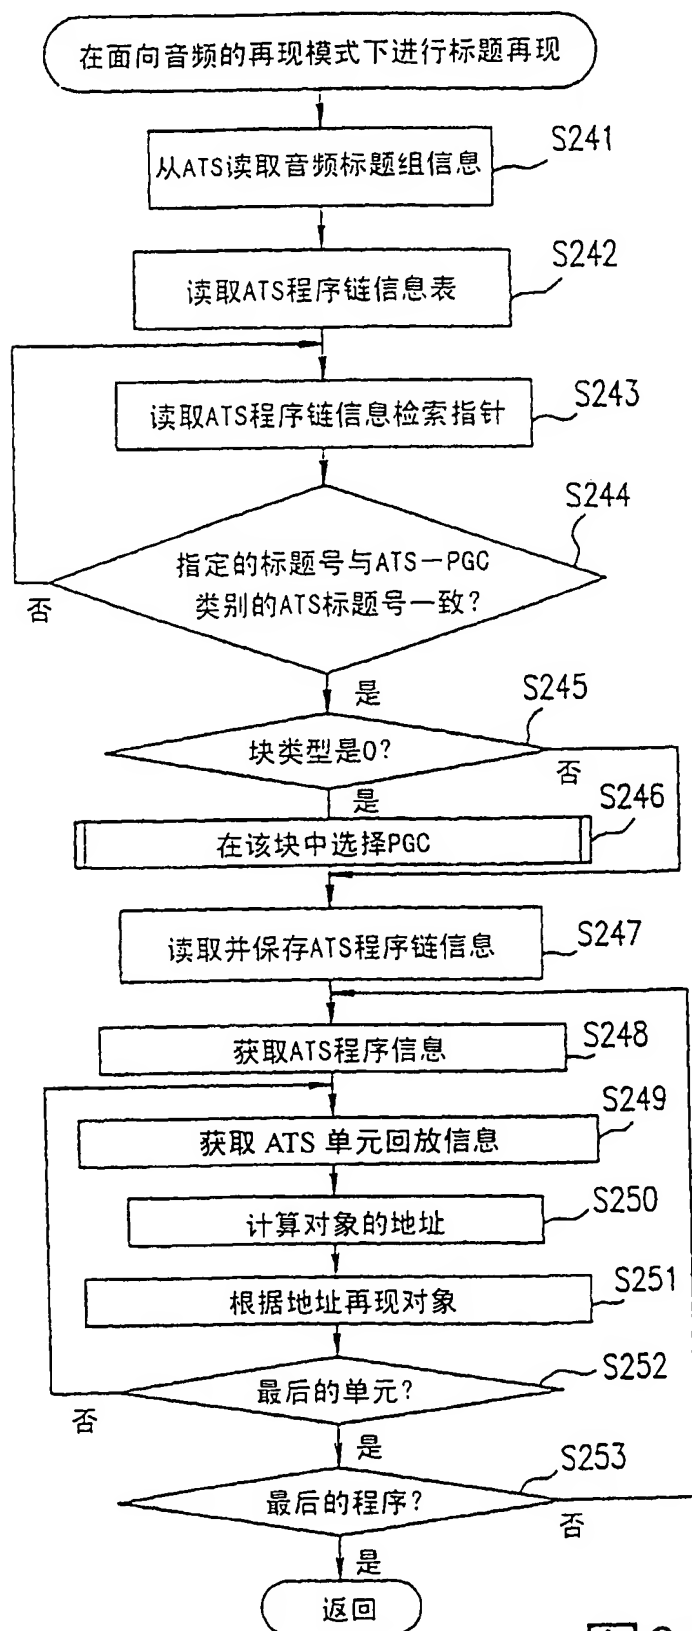 在面向音频的再现模式下进行标题再现
S241
从ATS读取音频标题组信息
S242
读取ATS程序链信息表
S243
读取ATS程序链信息检索指针
S244
指定的标题号与ATS－PGC
类别的ATS标题号一致?
否
是
S245
块类型是0?
否
是
S246
在该块中选择PGC
S247
读取并保存ATS程序链信息
S248
获取ATS程序信息
S249
获取 ATS 单元回放信息
S250
计算对象的地址
S251
根据地址再现对象
S252
最后的单元?
否
是
S253
最后的程序?
否
是
返回